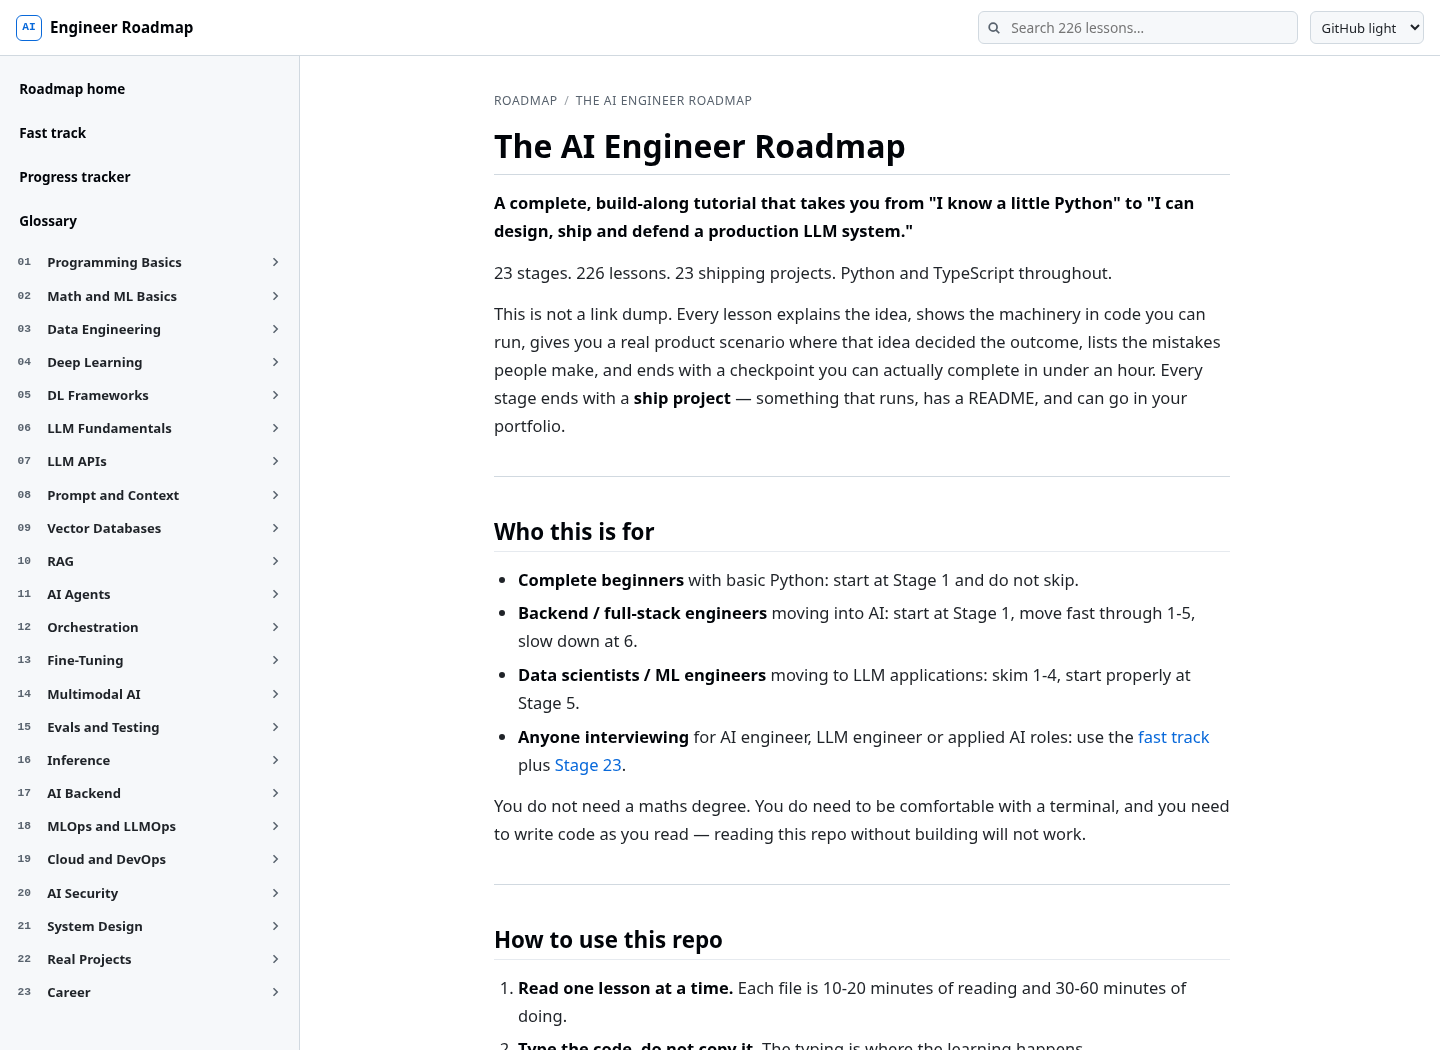 AI Engineer Roadmap
Search 226 lessons...
GitHub light
Roadmap home
Fast track
Progress tracker
Glossary
01 Programming Basics
02 Math and ML Basics
03 Data Engineering
04 Deep Learning
05 DL Frameworks
06 LLM Fundamentals
07 LLM APIs
08 Prompt and Context
09 Vector Databases
10 RAG
11 AI Agents
12 Orchestration
13 Fine-Tuning
14 Multimodal AI
15 Evals and Testing
16 Inference
17 AI Backend
18 MLOps and LLMOps
19 Cloud and DevOps
20 AI Security
21 System Design
22 Real Projects
23 Career
ROADMAP / THE AI ENGINEER ROADMAP
The AI Engineer Roadmap
A complete, build-along tutorial that takes you from "I know a little Python" to "I can
design, ship and defend a production LLM system."
23 stages. 226 lessons. 23 shipping projects. Python and TypeScript throughout.
This is not a link dump. Every lesson explains the idea, shows the machinery in code you can
run, gives you a real product scenario where that idea decided the outcome, lists the mistakes
people make, and ends with a checkpoint you can actually complete in under an hour. Every
stage ends with a ship project — something that runs, has a README, and can go in your
portfolio.
Who this is for
• Complete beginners with basic Python: start at Stage 1 and do not skip.
• Backend / full-stack engineers moving into AI: start at Stage 1, move fast through 1-5,
slow down at 6.
• Data scientists / ML engineers moving to LLM applications: skim 1-4, start properly at
Stage 5.
• Anyone interviewing for AI engineer, LLM engineer or applied AI roles: use the fast track
plus Stage 23.
You do not need a maths degree. You do need to be comfortable with a terminal, and you need
to write code as you read — reading this repo without building will not work.
How to use this repo
1. Read one lesson at a time. Each file is 10-20 minutes of reading and 30-60 minutes of
doing.
2. Type the code, do not copy it. The typing is where the learning happens.